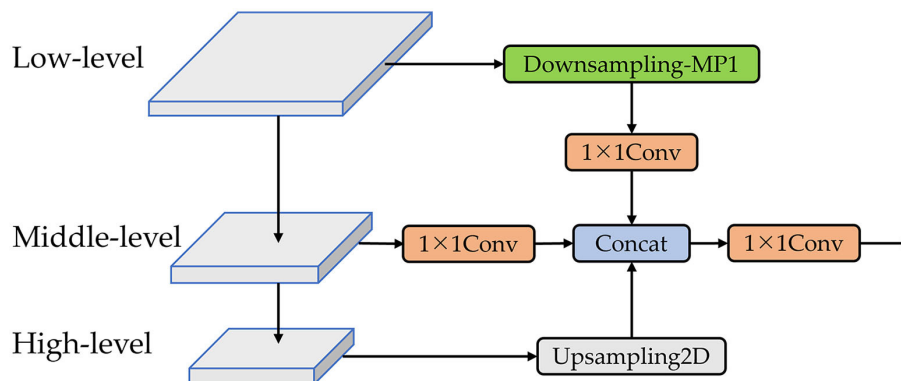 Low-level
Downsampling-MP1
1×1Conv
Middle-level
1×1Conv
Concat
1×1Conv
High-level
Upsampling2D